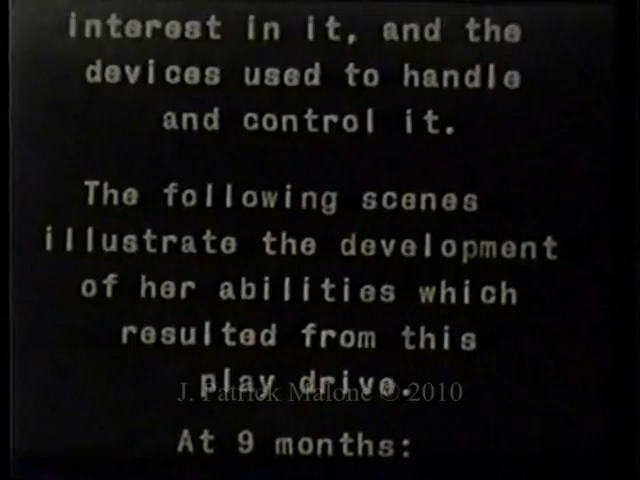 interest in it, and the
devices used to handle
and control it.
The following scenes
illustrate the development
of her abilities which
resulted from this
play drive.
J. Patrick Malone © 2010
At 9 months: